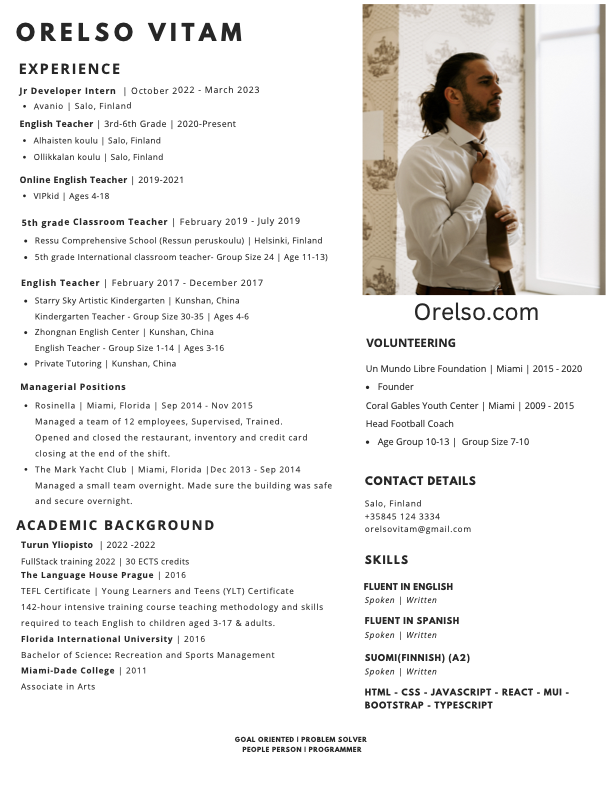 ORELSO VITAM
EXPERIENCE
Jr Developer Intern | October 2022 - March 2023
• Avanio | Salo, Finland
English Teacher | 3rd-6th Grade | 2020-Present
• Alhaisten koulu | Salo, Finland
• Ollikkalan koulu | Salo, Finland
Online English Teacher | 2019-2021
• VIPkid | Ages 4-18
5th grade Classroom Teacher | February 2019 - July 2019
• Ressu Comprehensive School (Ressun peruskoulu) | Helsinki, Finland
• 5th grade International classroom teacher- Group Size 24 | Age 11-13)
English Teacher | February 2017 - December 2017
• Starry Sky Artistic Kindergarten | Kunshan, China
Kindergarten Teacher - Group Size 30-35 | Ages 4-6
• Zhongnan English Center | Kunshan, China
English Teacher - Group Size 1-14 | Ages 3-16
• Private Tutoring | Kunshan, China
Managerial Positions
• Rosinella | Miami, Florida | Sep 2014 - Nov 2015
Managed a team of 12 employees, Supervised, Trained.
Opened and closed the restaurant, inventory and credit card
closing at the end of the shift.
• The Mark Yacht Club | Miami, Florida |Dec 2013 - Sep 2014
Managed a small team overnight. Made sure the building was safe
and secure overnight.
ACADEMIC BACKGROUND
Turun Yliopisto | 2022 -2022
FullStack training 2022 | 30 ECTS credits
The Language House Prague | 2016
TEFL Certificate | Young Learners and Teens (YLT) Certificate
142-hour intensive training course teaching methodology and skills
required to teach English to children aged 3-17 & adults.
Florida International University | 2016
Bachelor of Science: Recreation and Sports Management
Miami-Dade College | 2011
Associate in Arts
Orelso.com
VOLUNTEERING
Un Mundo Libre Foundation | Miami | 2015 - 2020
• Founder
Coral Gables Youth Center | Miami | 2009 - 2015
Head Football Coach
• Age Group 10-13 | Group Size 7-10
CONTACT DETAILS
Salo, Finland
+35845 124 3334
orelsovitam@gmail.com
SKILLS
FLUENT IN ENGLISH
Spoken | Written
FLUENT IN SPANISH
Spoken | Written
SUOMI(FINNISH) (A2)
Spoken | Written
HTML - CSS - JAVASCRIPT - REACT - MUI -
BOOTSTRAP - TYPESCRIPT
GOAL ORIENTED | PROBLEM SOLVER
PEOPLE PERSON | PROGRAMMER